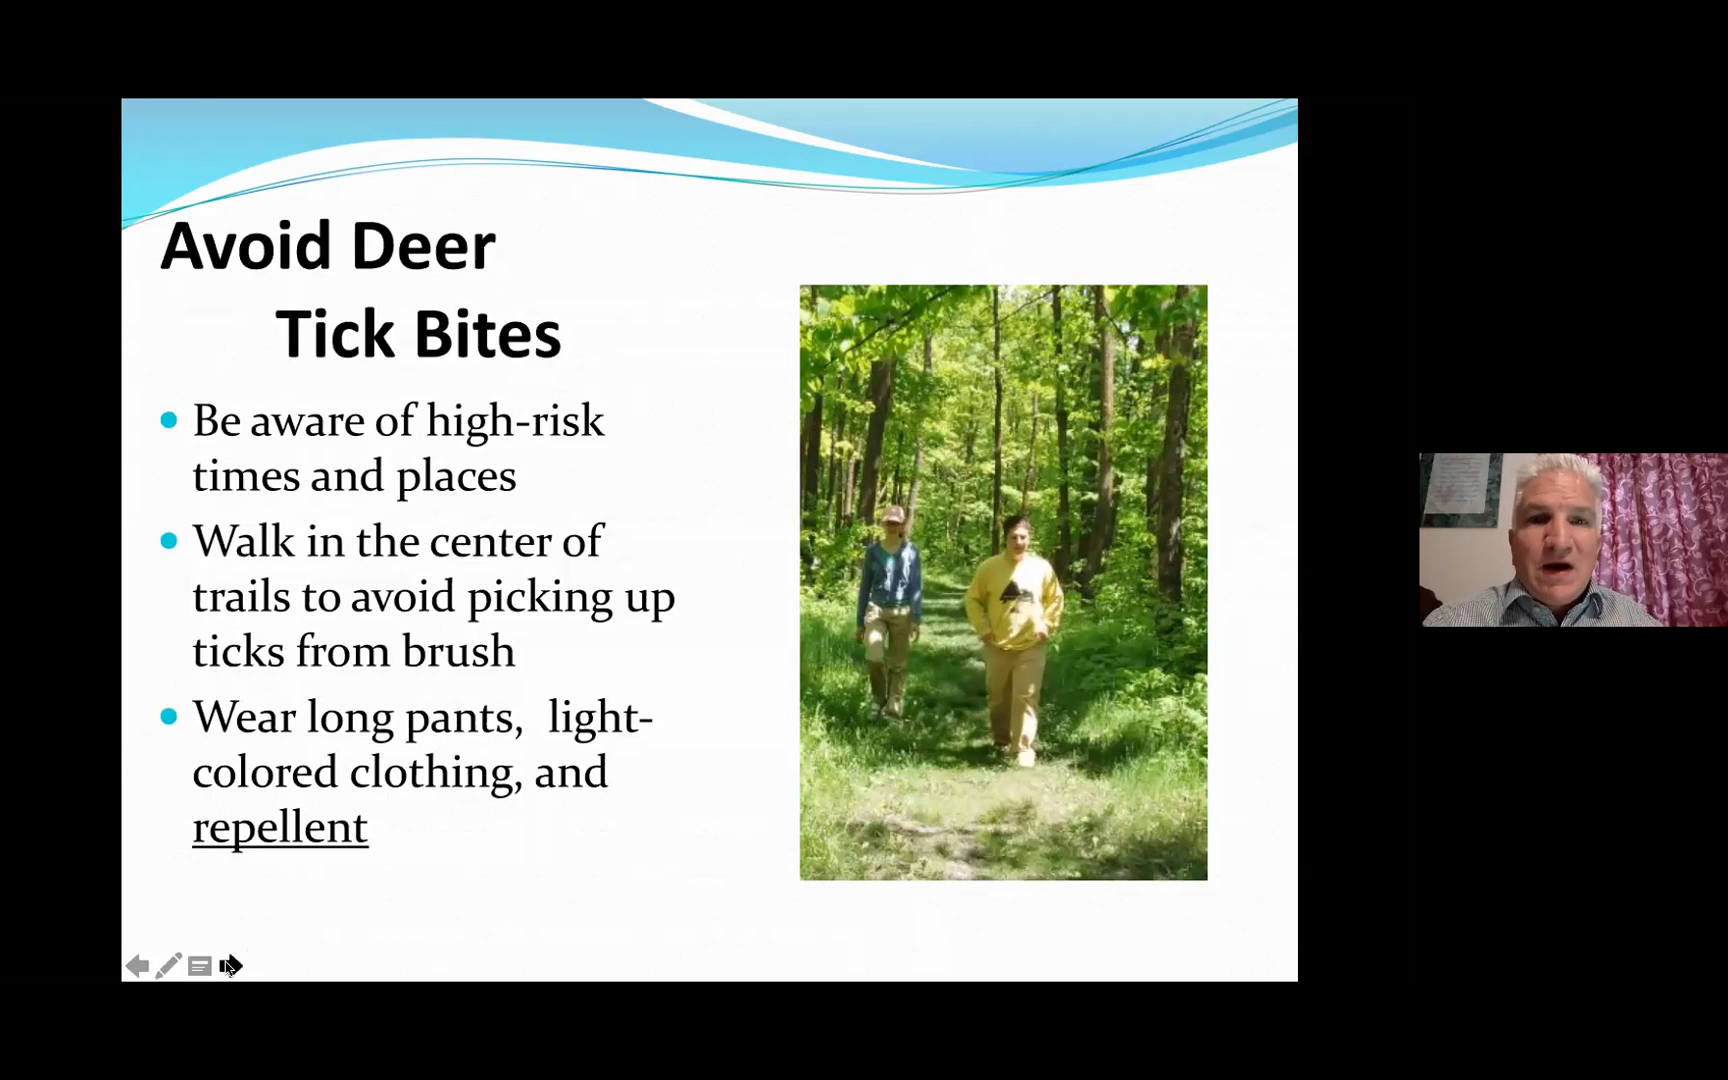 Avoid Deer
Tick Bites
Be aware of high-risk
times and places
Walk in the center of
trails to avoid picking up
ticks from brush
Wear long pants,  light-
colored clothing, and
repellent